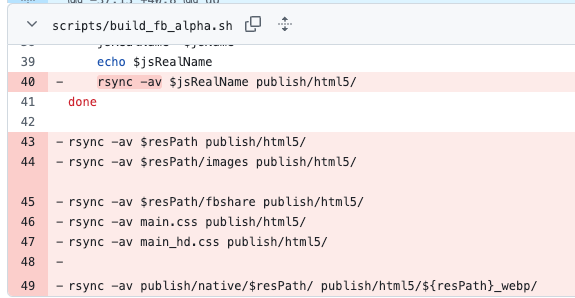 scripts/build_fb_alpha.sh
39 echo $jsRealName
40 - rsync -av $jsRealName publish/html5/
41 done
42
43 - rsync -av $resPath publish/html5/
44 - rsync -av $resPath/images publish/html5/
45 - rsync -av $resPath/fbshare publish/html5/
46 - rsync -av main.css publish/html5/
47 - rsync -av main_hd.css publish/html5/
48 -
49 - rsync -av publish/native/$resPath/ publish/html5/${resPath}_webp/